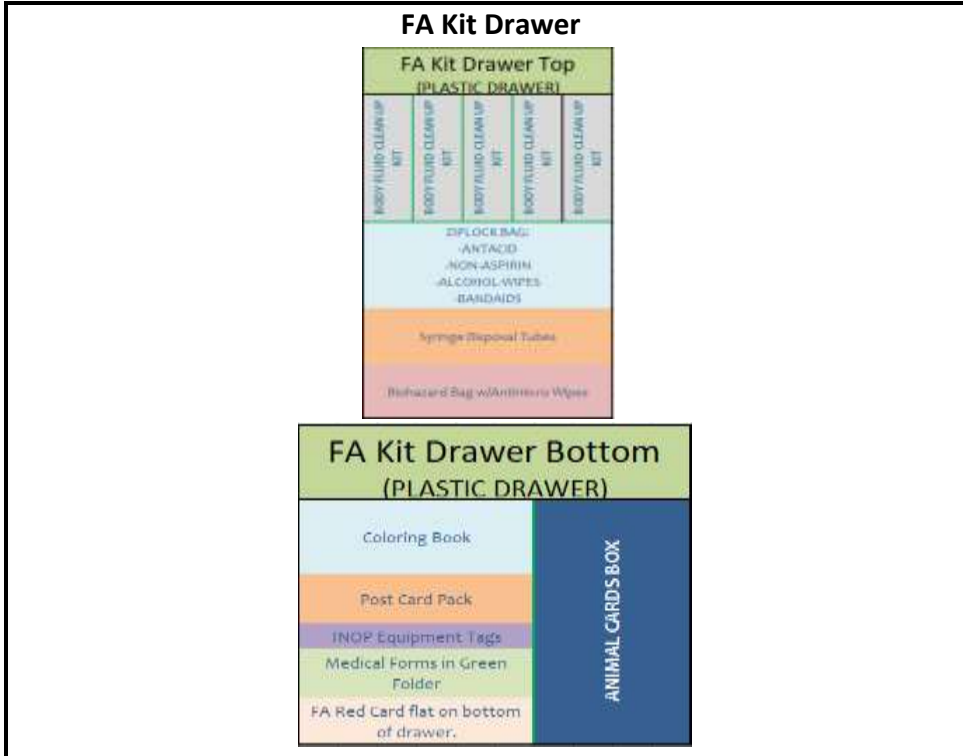 FA Kit Drawer
FA Kit Drawer Top
(PLASTIC DRAWER)
BODY FLUID CLEAN UP
KIT
BODY FLUID CLEAN UP
KIT
BODY FLUID CLEAN UP
KIT
BODY FLUID CLEAN UP
KIT
BODY FLUID CLEAN UP
KIT
ZIPLOCK BAG:
-ANTACID
-NON-ASPIRIN
-ALCOHOL-WIPES
-BANDAIDS
Syringe Disposal Tubes
Biohazard Bag w/Antimicro Wipes
FA Kit Drawer Bottom
(PLASTIC DRAWER)
Coloring Book
Post Card Pack
INOP Equipment Tags
Medical Forms in Green
Folder
FA Red Card flat on bottom
of drawer.
ANIMAL CARDS BOX